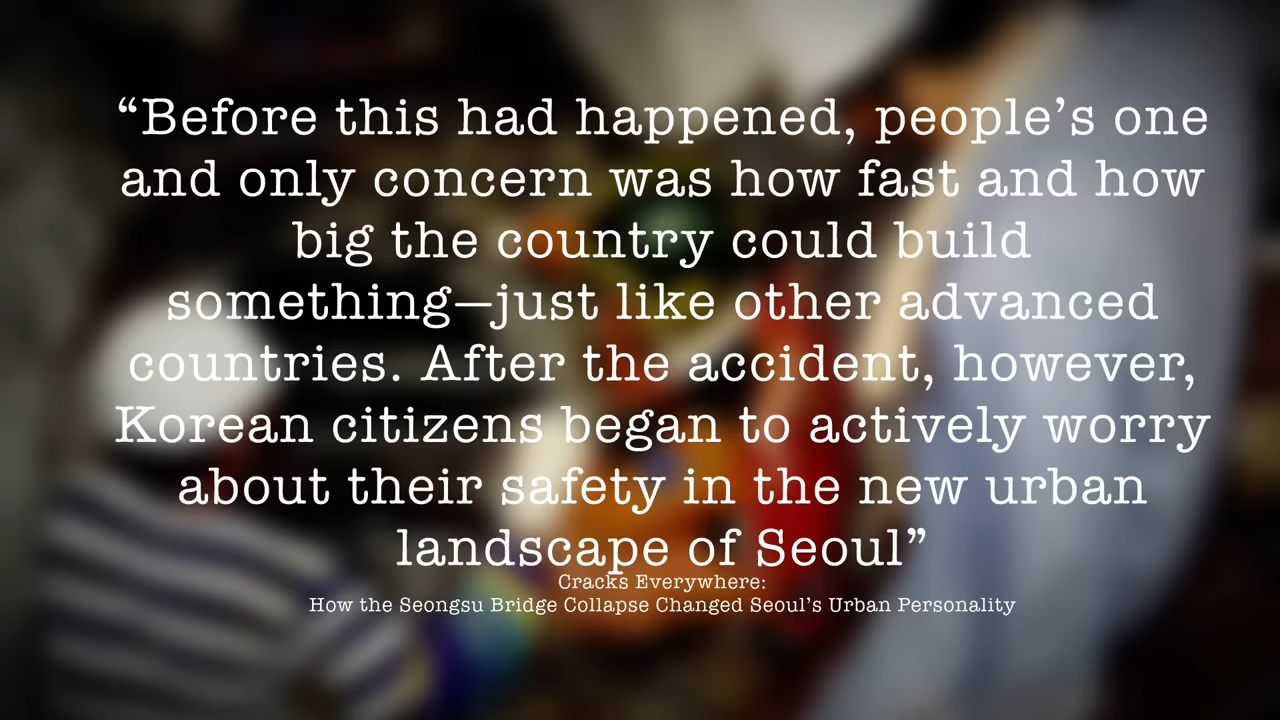 “Before this had happened, people’s one
and only concern was how fast and how
big the country could build
something—just like other advanced
countries. After the accident, however,
Korean citizens began to actively worry
about their safety in the new urban
landscape of Seoul”
Cracks Everywhere:
How the Seongsu Bridge Collapse Changed Seoul’s Urban Personality